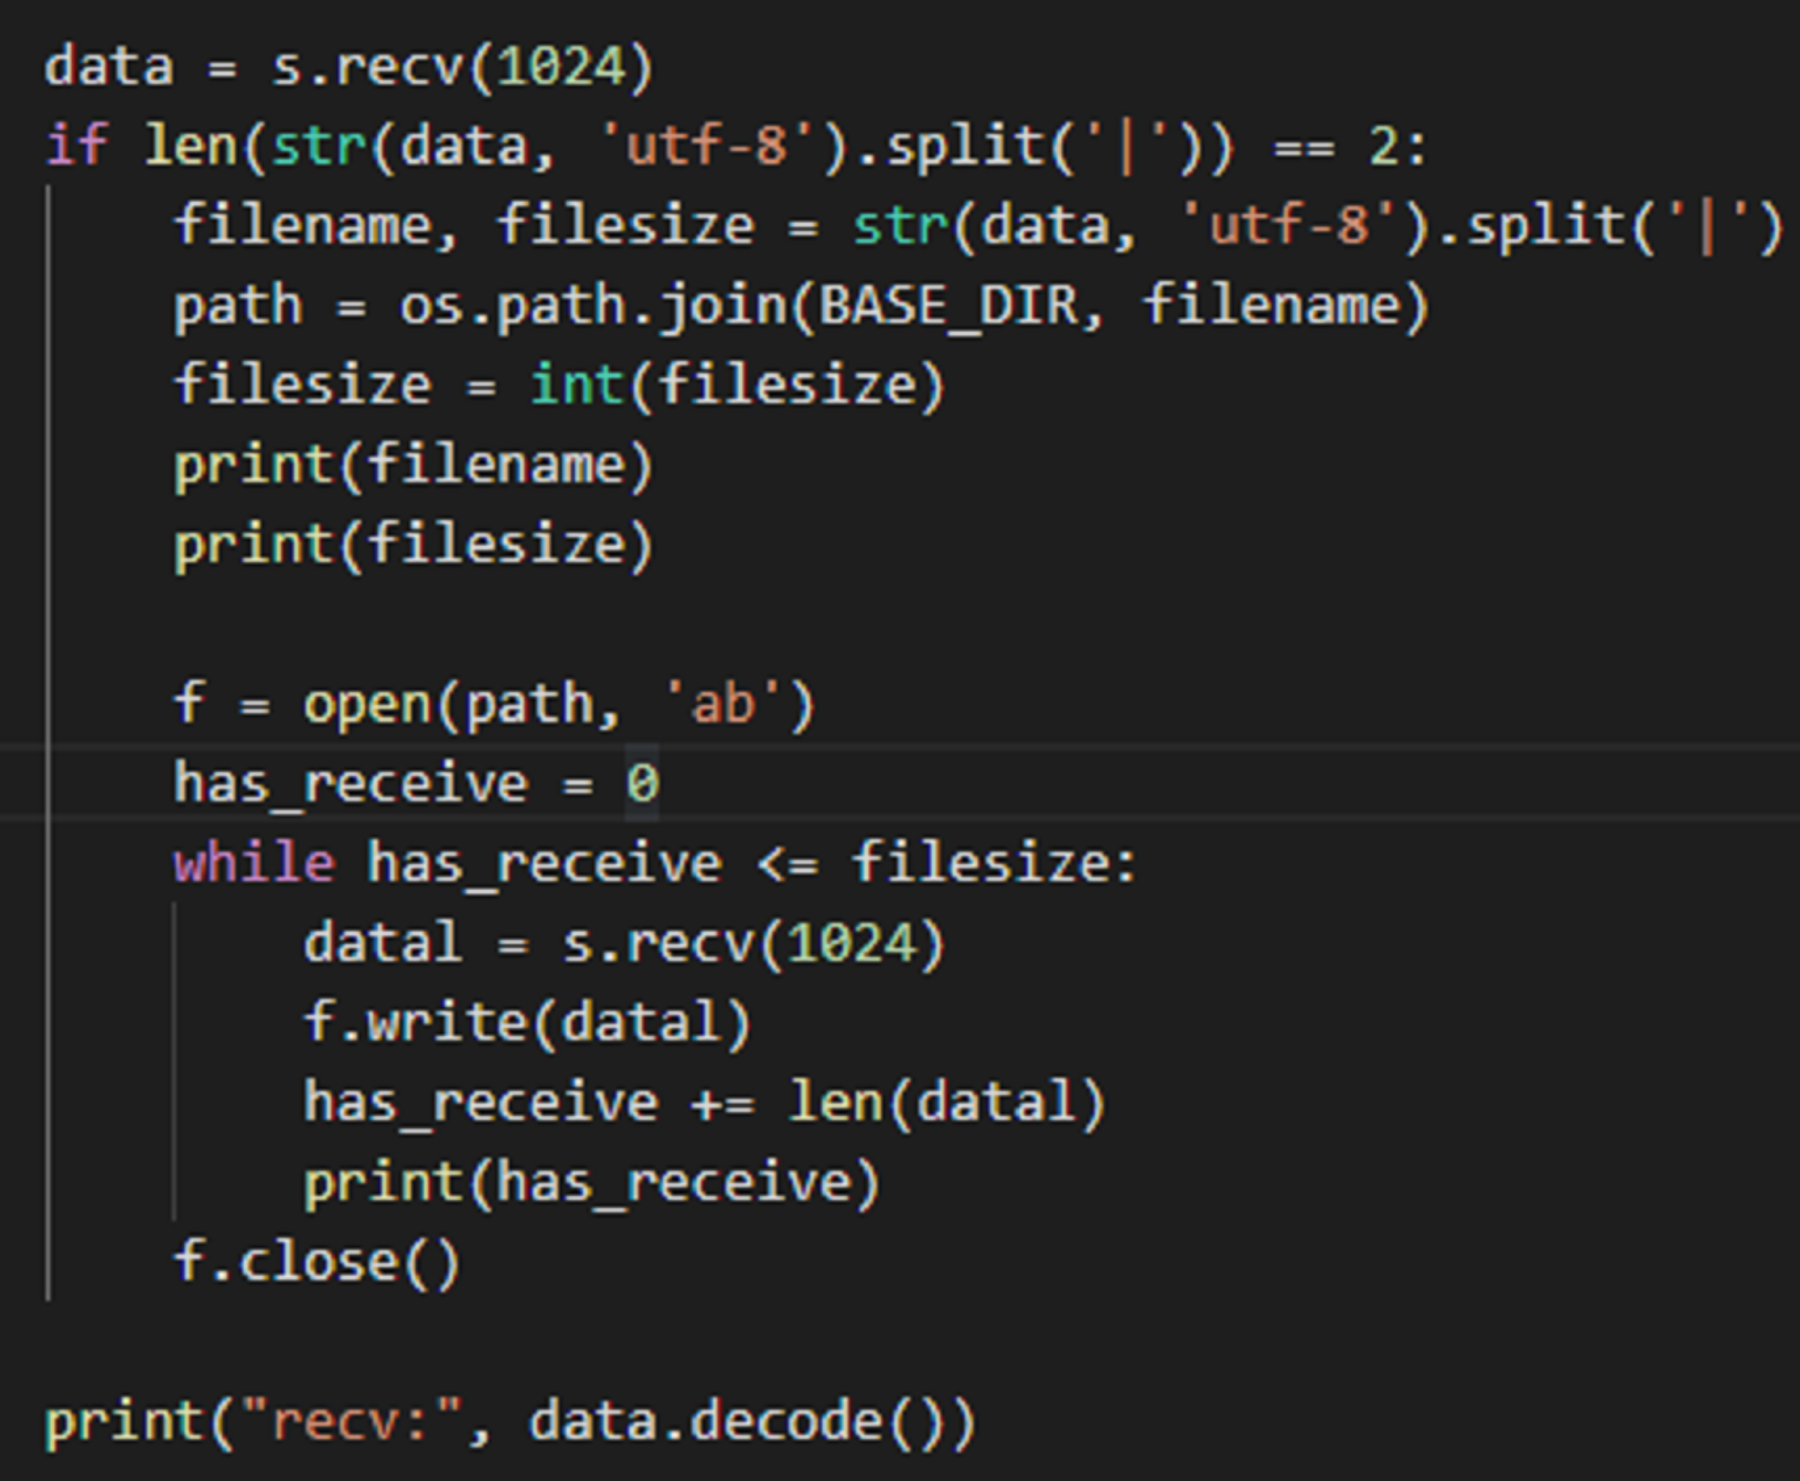 data = s.recv(1024)
if len(str(data, 'utf-8').split('|')) == 2:
    filename, filesize = str(data, 'utf-8').split('|')
    path = os.path.join(BASE_DIR, filename)
    filesize = int(filesize)
    print(filename)
    print(filesize)

    f = open(path, 'ab')
    has_receive = 0
    while has_receive <= filesize:
        datal = s.recv(1024)
        f.write(datal)
        has_receive += len(datal)
        print(has_receive)
    f.close()

print("recv:", data.decode())